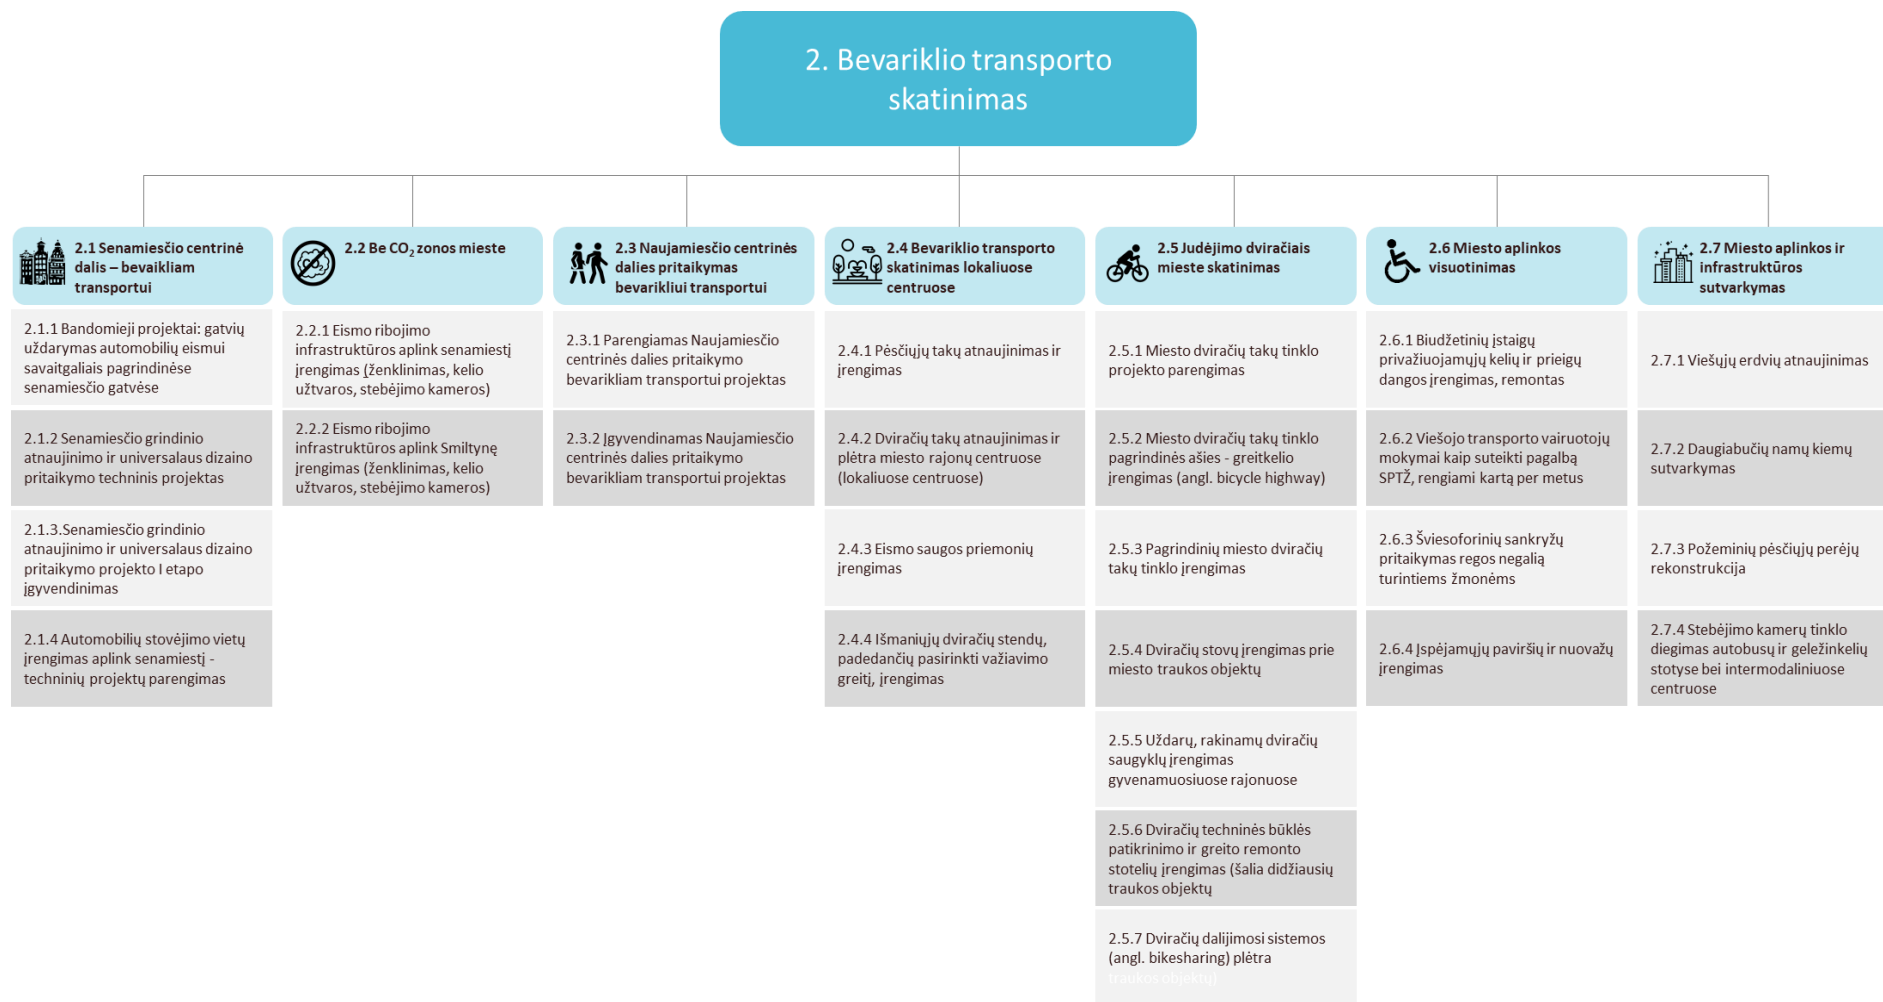 2. Bevariklio transporto
skatinimas
2.1 Senamiesčio centrinė
dalis – bevaikliam
transportui
2.1.1 Bandomieji projektai: gatvių
uždarymas automobilių eismui
savaitgaliais pagrindinėse
senamiesčio gatvėse
2.1.2 Senamiesčio grindinio
atnaujinimo ir universalaus dizaino
pritaikymo techninis projektas
2.1.3.Senamiesčio grindinio
atnaujinimo ir universalaus dizaino
pritaikymo projekto I etapo
įgyvendinimas
2.1.4 Automobilių stovėjimo vietų
įrengimas aplink senamiestį -
techninių projektų parengimas
2.2 Be CO₂ zonos mieste
CO₂
2.2.1 Eismo ribojimo
infrastruktūros aplink senamiestį
įrengimas (ženklinimas, kelio
užtvaros, stebėjimo kameros)
2.2.2 Eismo ribojimo
infrastruktūros aplink Smiltynę
įrengimas (ženklinimas, kelio
užtvaros, stebėjimo kameros)
2.3 Naujamiesčio centrinės
dalies pritaikymas
bevarikliui transportui
2.3.1 Parengiamas Naujamiesčio
centrinės dalies pritaikymo
bevarikliam transportui projektas
2.3.2 Įgyvendinamas Naujamiesčio
centrinės dalies pritaikymo
bevarikliam transportui projektas
2.4 Bevariklio transporto
skatinimas lokaliuose
centruose
2.4.1 Pėsčiųjų takų atnaujinimas ir
įrengimas
2.4.2 Dviračių takų atnaujinimas ir
plėtra miesto rajonų centruose
(lokaliuose centruose)
2.4.3 Eismo saugos priemonių
įrengimas
2.4.4 Išmaniųjų dviračių stendų,
padedančių pasirinkti važiavimo
greitį, įrengimas
2.5 Judėjimo dviračiais
mieste skatinimas
2.5.1 Miesto dviračių takų tinklo
projekto parengimas
2.5.2 Miesto dviračių takų tinklo
pagrindinės ašies - greitkelio
įrengimas (angl. bicycle highway)
2.5.3 Pagrindinių miesto dviračių
takų tinklo įrengimas
2.5.4 Dviračių stovų įrengimas prie
miesto traukos objektų
2.5.5 Uždarų, rakinamų dviračių
saugyklų įrengimas
gyvenamuosiuose rajonuose
2.5.6 Dviračių techninės būklės
patikrinimo ir greito remonto
stotelių įrengimas (šalia didžiausių
traukos objektų
2.5.7 Dviračių dalijimosi sistemos
(angl. bikesharing) plėtra
traukos objektų)
2.6 Miesto aplinkos
visuotinimas
2.6.1 Biudžetinių įstaigų
privažiuojamųjų kelių ir prieigų
dangos įrengimas, remontas
2.6.2 Viešojo transporto vairuotojų
mokymai kaip suteikti pagalbą
SPTŽ, rengiami kartą per metus
2.6.3 Šviesoforinių sankryžų
pritaikymas regos negalią
turintiems žmonėms
2.6.4 Įspėjamųjų paviršių ir nuovažų
įrengimas
2.7 Miesto aplinkos ir
infrastruktūros
sutvarkymas
2.7.1 Viešųjų erdvių atnaujinimas
2.7.2 Daugiabučių namų kiemų
sutvarkymas
2.7.3 Požeminių pėsčiųjų perėjų
rekonstrukcija
2.7.4 Stebėjimo kamerų tinklo
diegimas autobusų ir geležinkelių
stotyse bei intermodaliniuose
centruose